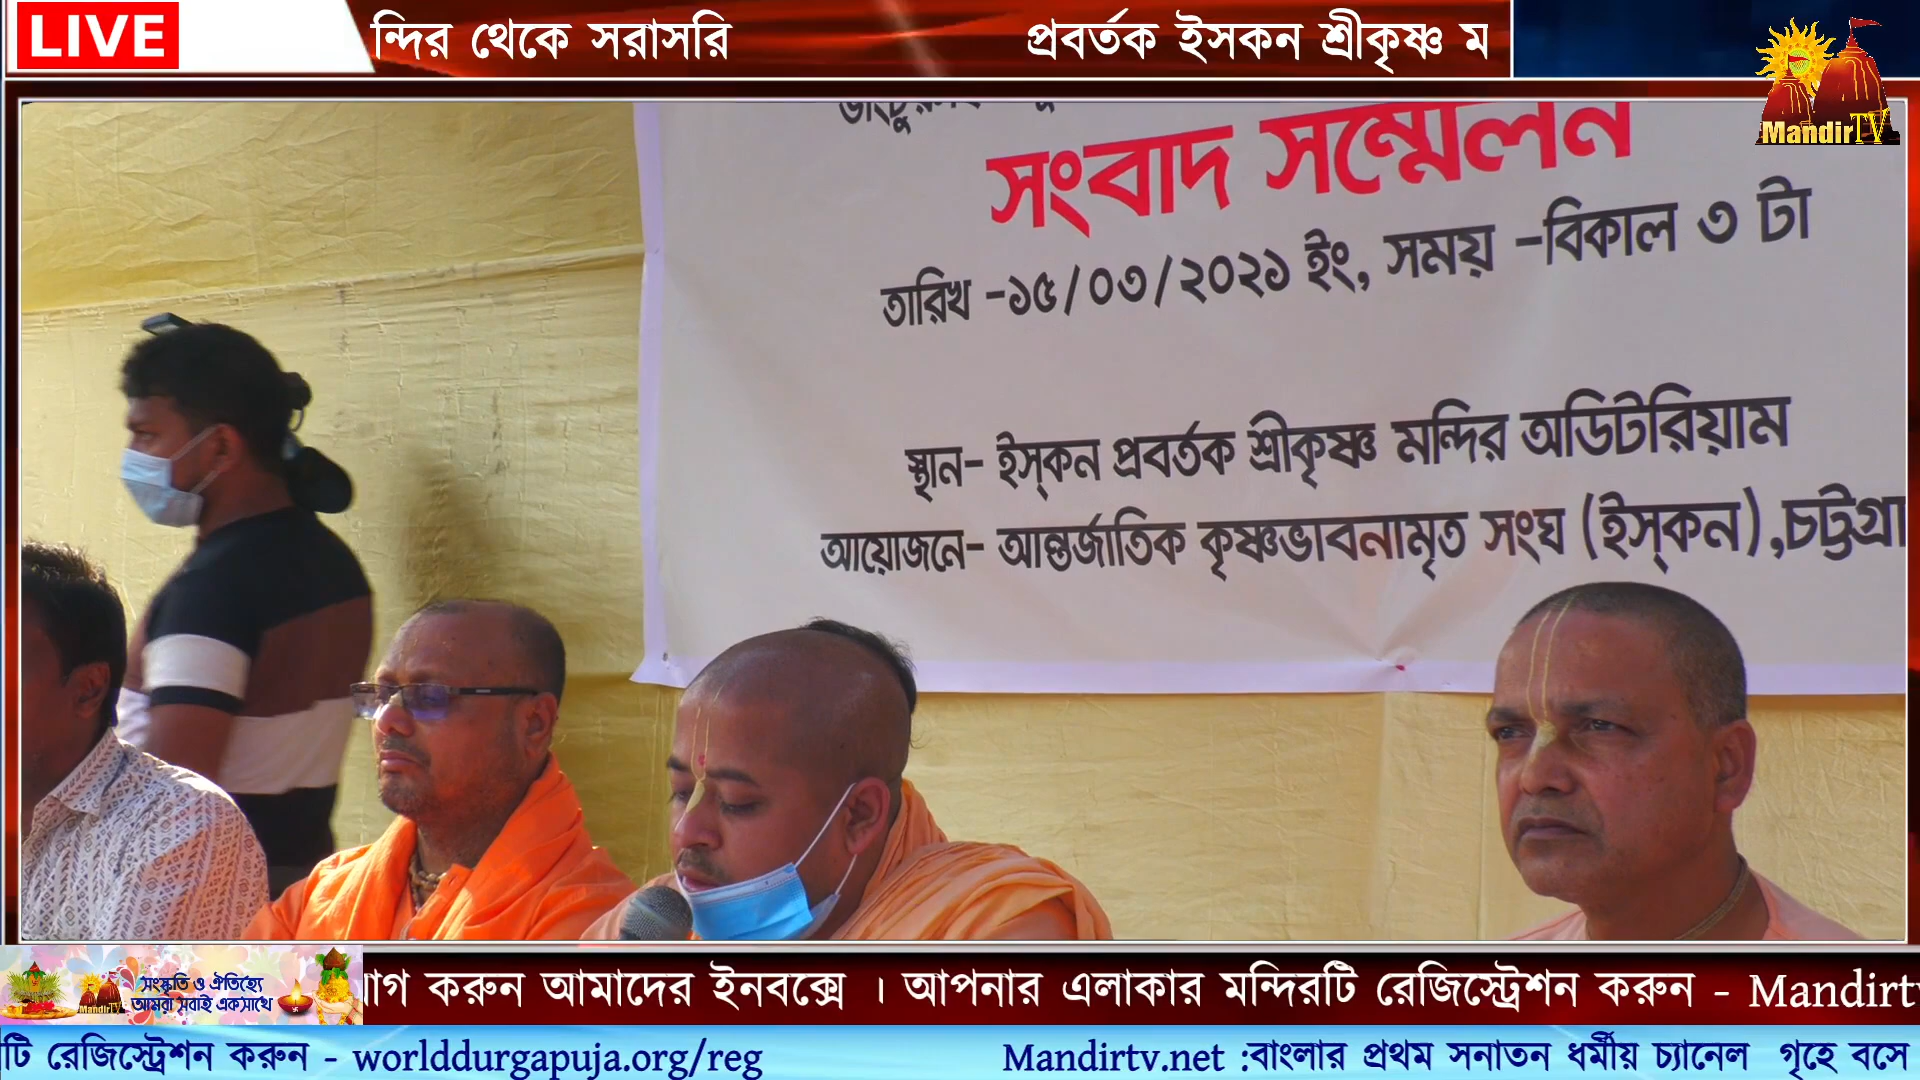 LIVE
ন্দির থেকে সরাসরি প্রবর্তক ইসকন শ্রীকৃষ্ণ ম
MandirTV
সংবাদ সম্মেলন
তারিখ -১৫/০৩/২০২১ ইং, সময় -বিকাল ৩ টা
স্থান- ইস্‌কন প্রবর্তক শ্রীকৃষ্ণ মন্দির অডিটরিয়াম
আয়োজনে- আন্তর্জাতিক কৃষ্ণভাবনামৃত সংঘ (ইস্‌কন),চট্টগ্রা
সংস্কৃতি ও ঐতিহ্যে
আমরা সবাই একসাথে
MandirTV
াগ করুন আমাদের ইনবক্সে । আপনার এলাকার মন্দিরটি রেজিস্ট্রেশন করুন - Mandirtv
টি রেজিস্ট্রেশন করুন - worlddurgapuja.org/reg Mandirtv.net :বাংলার প্রথম সনাতন ধর্মীয় চ্যানেল গৃহে বসে